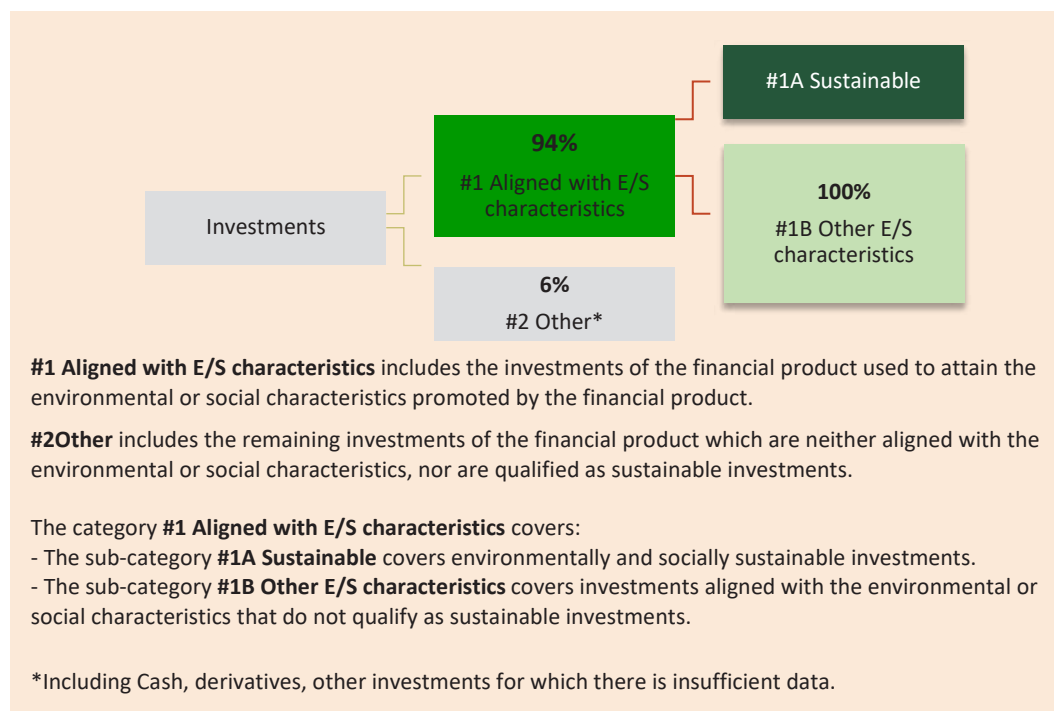 #1A Sustainable
94%
#1 Aligned with E/S
characteristics
100%
#1B Other E/S
characteristics
Investments
6%
#2 Other*
#1 Aligned with E/S characteristics includes the investments of the financial product used to attain the
environmental or social characteristics promoted by the financial product.
#2Other includes the remaining investments of the financial product which are neither aligned with the
environmental or social characteristics, nor are qualified as sustainable investments.
The category #1 Aligned with E/S characteristics covers:
- The sub-category #1A Sustainable covers environmentally and socially sustainable investments.
- The sub-category #1B Other E/S characteristics covers investments aligned with the environmental or
social characteristics that do not qualify as sustainable investments.
*Including Cash, derivatives, other investments for which there is insufficient data.